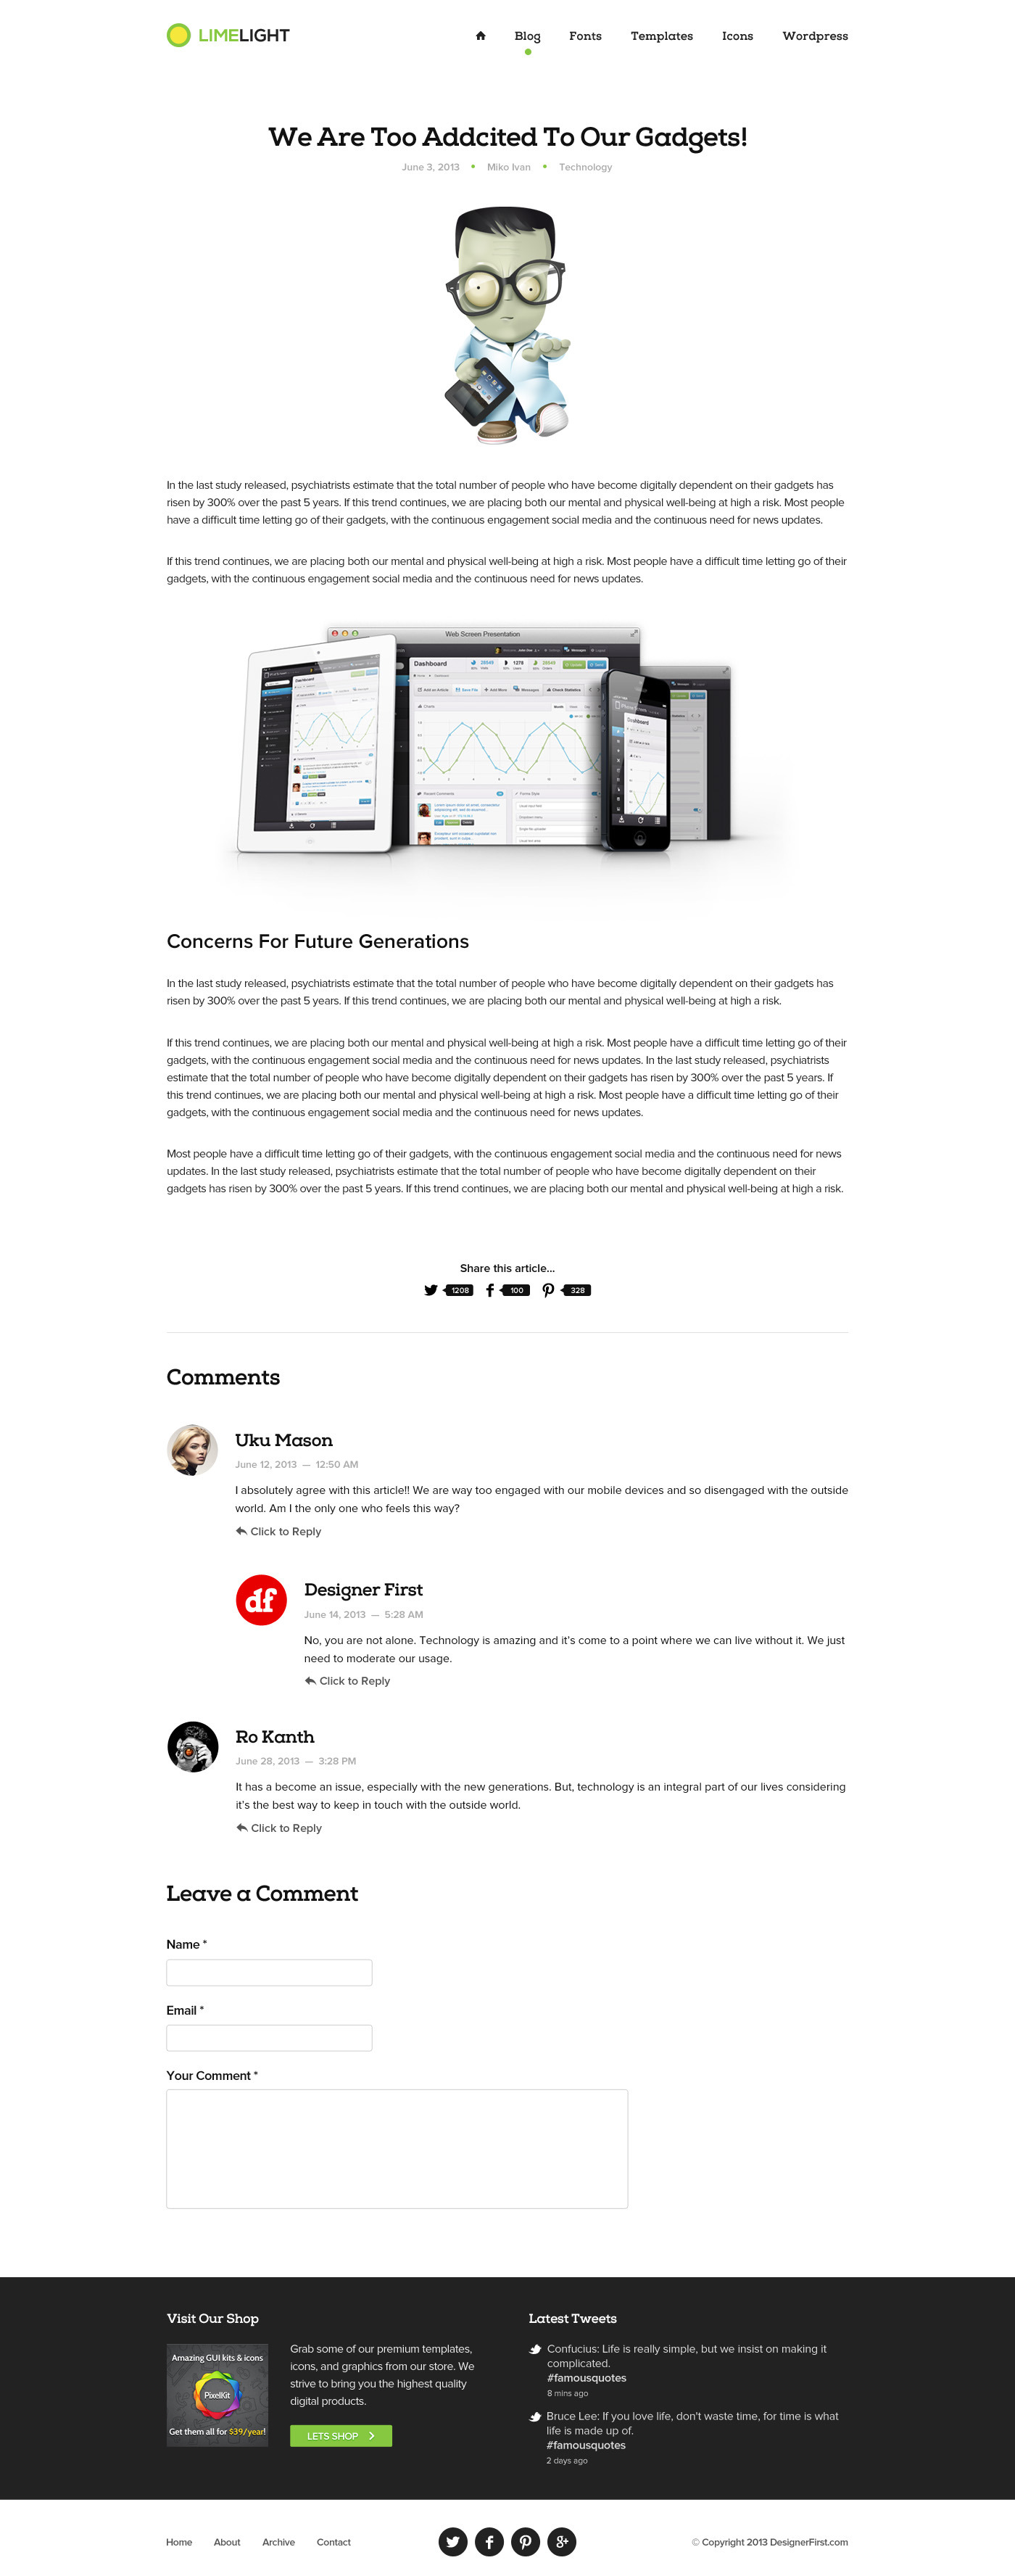 LIMELIGHT
Blog
Fonts
Templates
Icons
Wordpress
We Are Too Addcited To Our Gadgets!
June 3, 2013 • Miko Ivan • Technology
In the last study released, psychiatrists estimate that the total number of people who have become digitally dependent on their gadgets has
risen by 300% over the past 5 years. If this trend continues, we are placing both our mental and physical well-being at high a risk. Most people
have a difficult time letting go of their gadgets, with the continuous engagement social media and the continuous need for news updates.
If this trend continues, we are placing both our mental and physical well-being at high a risk. Most people have a difficult time letting go of their
gadgets, with the continuous engagement social media and the continuous need for news updates.
Web Screen Presentation
Dashboard
Concerns For Future Generations
In the last study released, psychiatrists estimate that the total number of people who have become digitally dependent on their gadgets has
risen by 300% over the past 5 years. If this trend continues, we are placing both our mental and physical well-being at high a risk.
If this trend continues, we are placing both our mental and physical well-being at high a risk. Most people have a difficult time letting go of their
gadgets, with the continuous engagement social media and the continuous need for news updates. In the last study released, psychiatrists
estimate that the total number of people who have become digitally dependent on their gadgets has risen by 300% over the past 5 years. If
this trend continues, we are placing both our mental and physical well-being at high a risk. Most people have a difficult time letting go of their
gadgets, with the continuous engagement social media and the continuous need for news updates.
Most people have a difficult time letting go of their gadgets, with the continuous engagement social media and the continuous need for news
updates. In the last study released, psychiatrists estimate that the total number of people who have become digitally dependent on their
gadgets has risen by 300% over the past 5 years. If this trend continues, we are placing both our mental and physical well-being at high a risk.
Share this article...
1208
100
328
Comments
Uku Mason
June 12, 2013 — 12:50 AM
I absolutely agree with this article!! We are way too engaged with our mobile devices and so disengaged with the outside
world. Am I the only one who feels this way?
Click to Reply
df
Designer First
June 14, 2013 — 5:28 AM
No, you are not alone. Technology is amazing and it's come to a point where we can live without it. We just
need to moderate our usage.
Click to Reply
Ro Kanth
June 28, 2013 — 3:28 PM
It has a become an issue, especially with the new generations. But, technology is an integral part of our lives considering
it's the best way to keep in touch with the outside world.
Click to Reply
Leave a Comment
Name *
Email *
Your Comment *
Visit Our Shop
Amazing GUI kits & icons
PixelKit
Get them all for $39/year!
Grab some of our premium templates,
icons, and graphics from our store. We
strive to bring you the highest quality
digital products.
LETS SHOP
Latest Tweets
Confucius: Life is really simple, but we insist on making it
complicated.
#famousquotes
8 mins ago
Bruce Lee: If you love life, don't waste time, for time is what
life is made up of.
#famousquotes
2 days ago
Home
About
Archive
Contact
© Copyright 2013 DesignerFirst.com